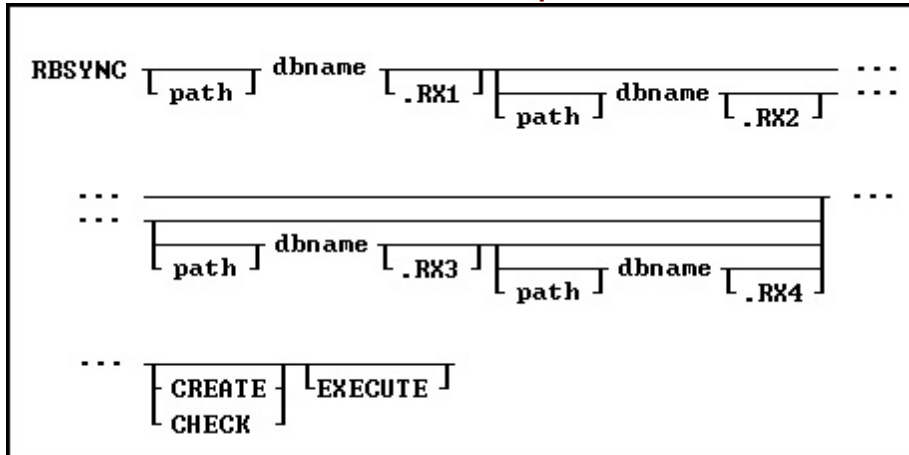 RBSYNC path dbname .RX1 path dbname .RX2 ...
...
... path dbname .RX3 path dbname .RX4 ...
...
... CREATE EXECUTE
CHECK